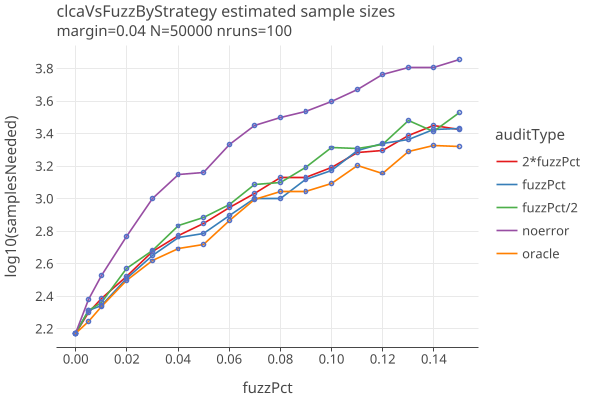 clcaVsFuzzByStrategy estimated sample sizes
margin=0.04 N=50000 nruns=100
log10(samplesNeeded)
3.8
3.6
3.4
3.2
3.0
2.8
2.6
2.4
2.2
0.00
0.02
0.04
0.06
0.08
0.10
0.12
0.14
fuzzPct
auditType
2*fuzzPct
fuzzPct
fuzzPct/2
noerror
oracle